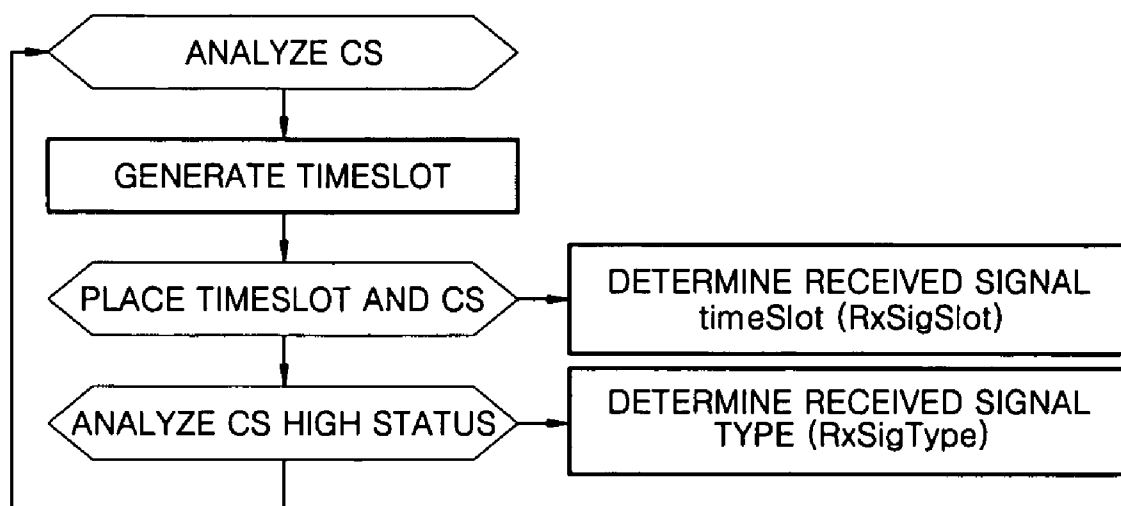 ANALYZE CS
GENERATE TIMESLOT
PLACE TIMESLOT AND CS
DETERMINE RECEIVED SIGNAL
timeSlot (RxSigSlot)
ANALYZE CS HIGH STATUS
DETERMINE RECEIVED SIGNAL
TYPE (RxSigType)